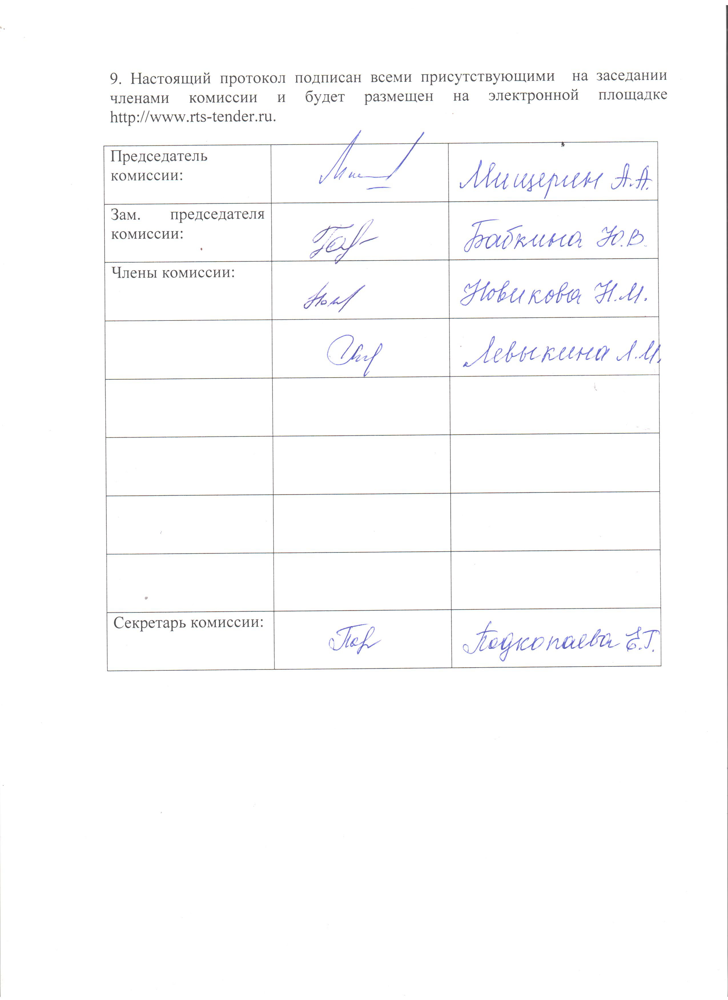 9. Настоящий протокол подписан всеми присутствующими на заседании
членами комиссии и будет размещен на электронной площадке
http://www.rts-tender.ru.
Председатель
комиссии:
Мищерин А.А.
Зам. председателя
комиссии:
Бабкина Ю.В.
Члены комиссии:
Новикова Н.М.
Левыкина Л.М.
Секретарь комиссии:
Подкопаева Е.Г.